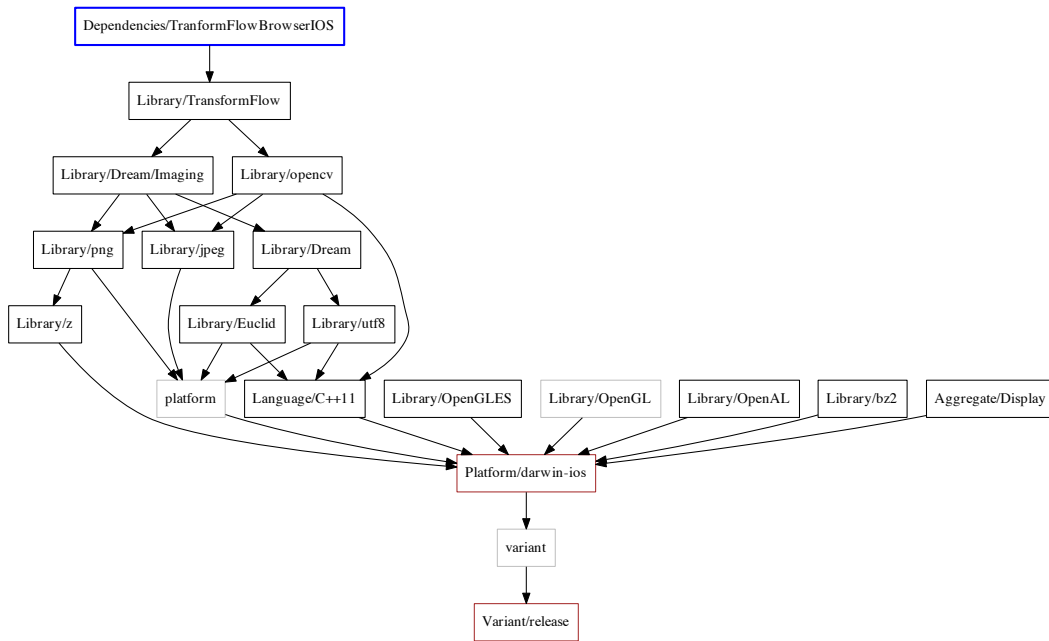 Dependencies/TranformFlowBrowserIOS
Library/TransformFlow
Library/Dream/Imaging
Library/opencv
Library/png
Library/jpeg
Library/Dream
Library/z
Library/Euclid
Library/utf8
platform
Language/C++11
Library/OpenGLES
Library/OpenGL
Library/OpenAL
Library/bz2
Aggregate/Display
Platform/darwin-ios
variant
Variant/release